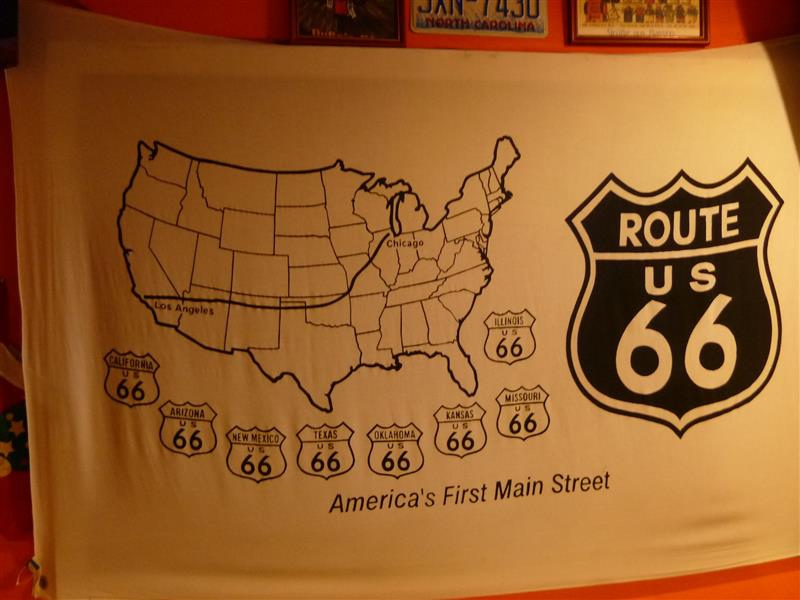 JXN-7430
NORTH CAROLINA
Chicago
Los Angeles
ROUTE
US
66
ILLINOIS
US
66
CALIFORNIA
US
66
ARIZONA
US
66
NEW MEXICO
US
66
TEXAS
US
66
OKLAHOMA
US
66
KANSAS
US
66
MISSOURI
US
66
America's First Main Street